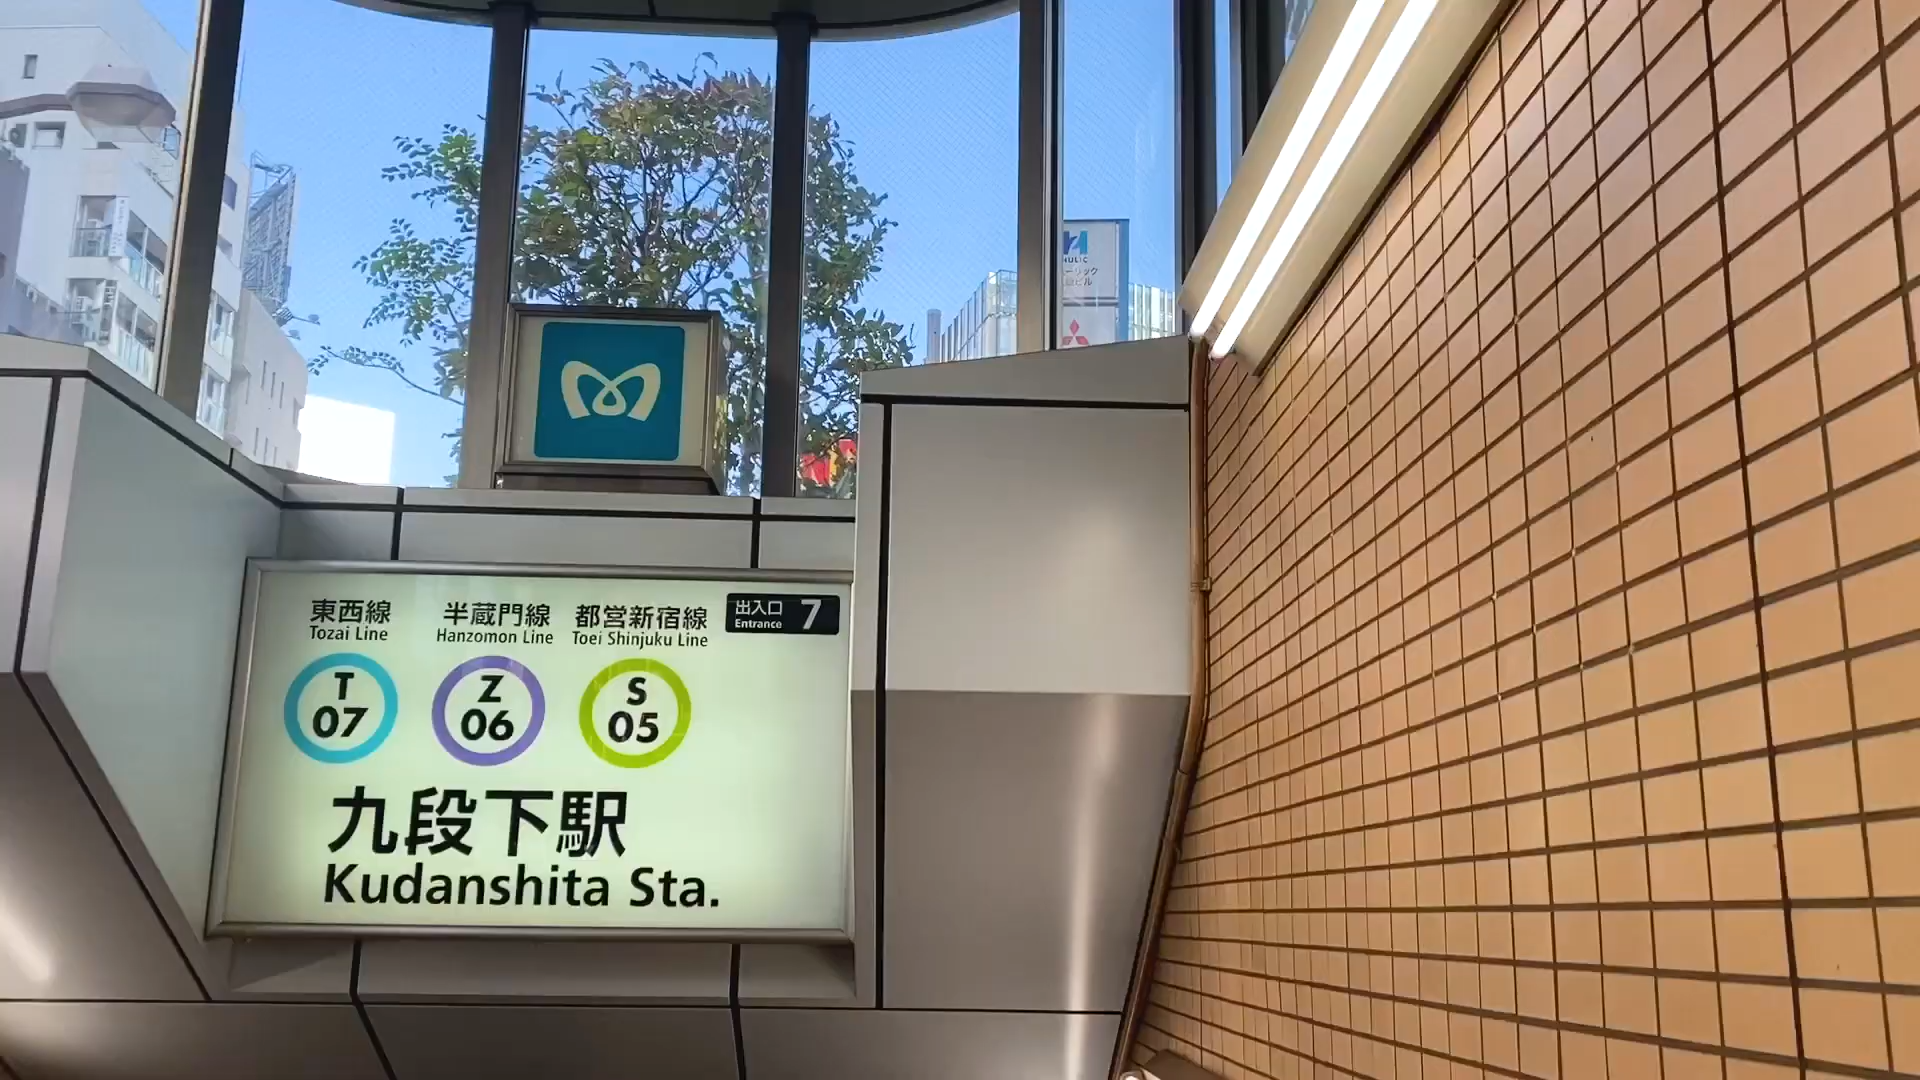 HULIC
東西線
Tozai Line
半蔵門線
Hanzomon Line
都営新宿線
Toei Shinjuku Line
出入口
Entrance
7
T
07
Z
06
S
05
九段下駅
Kudanshita Sta.